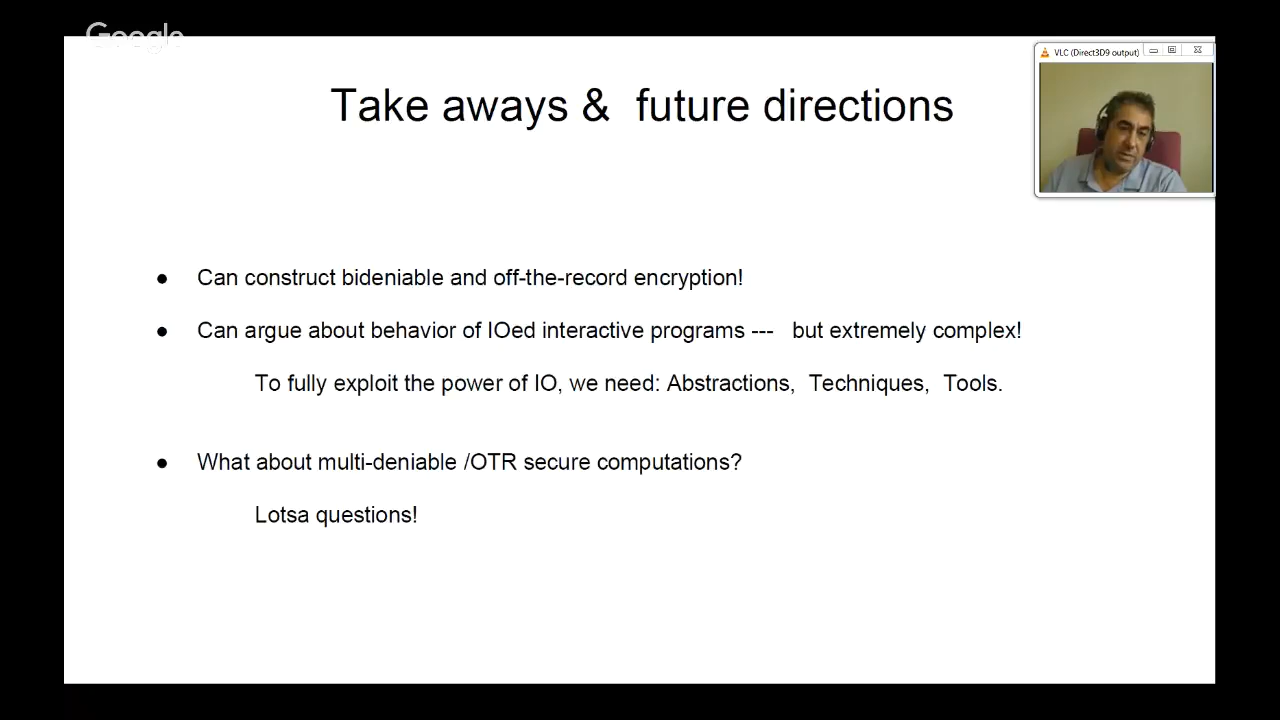 Google
VLC (Direct3D9 output)
Take aways & future directions
● Can construct bideniable and off-the-record encryption!
● Can argue about behavior of IOed interactive programs --- but extremely complex!
To fully exploit the power of IO, we need: Abstractions, Techniques, Tools.
● What about multi-deniable /OTR secure computations?
Lotsa questions!